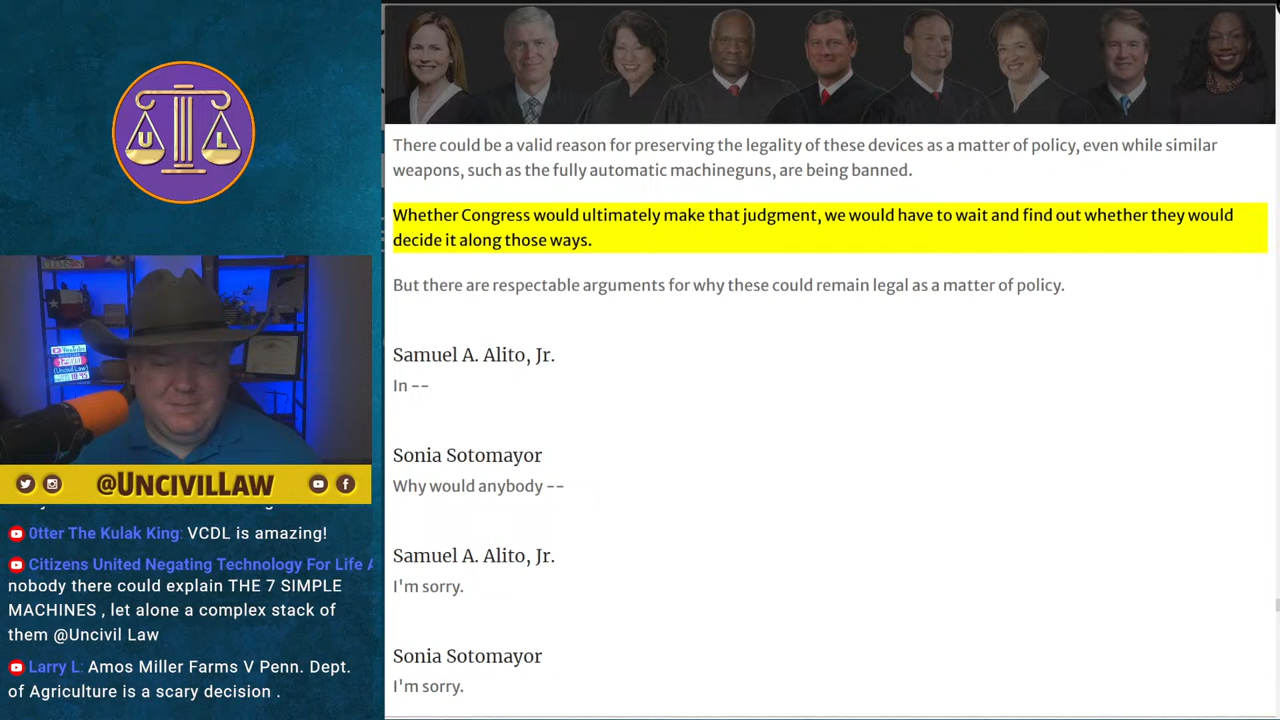 U L
YouTube
(Uncivil Law)
@UNCIVILLAW
0tter The Kulak King: VCDL is amazing!
Citizens United Negating Technology For Life A
nobody there could explain THE 7 SIMPLE
MACHINES , let alone a complex stack of
them @Uncivil Law
Larry L: Amos Miller Farms V Penn. Dept.
of Agriculture is a scary decision .
There could be a valid reason for preserving the legality of these devices as a matter of policy, even while similar
weapons, such as the fully automatic machineguns, are being banned.
Whether Congress would ultimately make that judgment, we would have to wait and find out whether they would
decide it along those ways.
But there are respectable arguments for why these could remain legal as a matter of policy.
Samuel A. Alito, Jr.
In --
Sonia Sotomayor
Why would anybody --
Samuel A. Alito, Jr.
I'm sorry.
Sonia Sotomayor
I'm sorry.